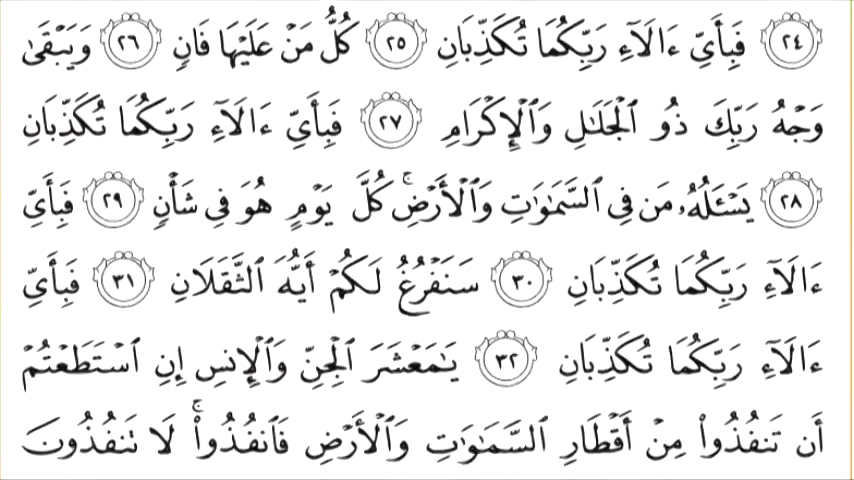 ٢٤ فَبِأَيِّ ءَالَآءِ رَبِّكُمَا تُكَذِّبَانِ ٢٥ كُلُّ مَنۡ عَلَيۡهَا فَانٖ ٢٦ وَيَبۡقَىٰ
وَجۡهُ رَبِّكَ ذُو ٱلۡجَلَٰلِ وَٱلۡإِكۡرَامِ ٢٧ فَبِأَيِّ ءَالَآءِ رَبِّكُمَا تُكَذِّبَانِ
٢٨ يَسۡـَٔلُهُۥ مَن فِي ٱلسَّمَٰوَٰتِ وَٱلۡأَرۡضِۚ كُلَّ يَوۡمٍ هُوَ فِي شَأۡنٖ ٢٩ فَبِأَيِّ
ءَالَآءِ رَبِّكُمَا تُكَذِّبَانِ ٣٠ سَنَفۡرُغُ لَكُمۡ أَيُّهَ ٱلثَّقَلَانِ ٣١ فَبِأَيِّ
ءَالَآءِ رَبِّكُمَا تُكَذِّبَانِ ٣٢ يَٰمَعۡشَرَ ٱلۡجِنِّ وَٱلۡإِنسِ إِنِ ٱسۡتَطَعۡتُمۡ
أَن تَنفُذُواْ مِنۡ أَقۡطَارِ ٱلسَّمَٰوَٰتِ وَٱلۡأَرۡضِ فَٱنفُذُواْۚ لَا تَنفُذُونَ